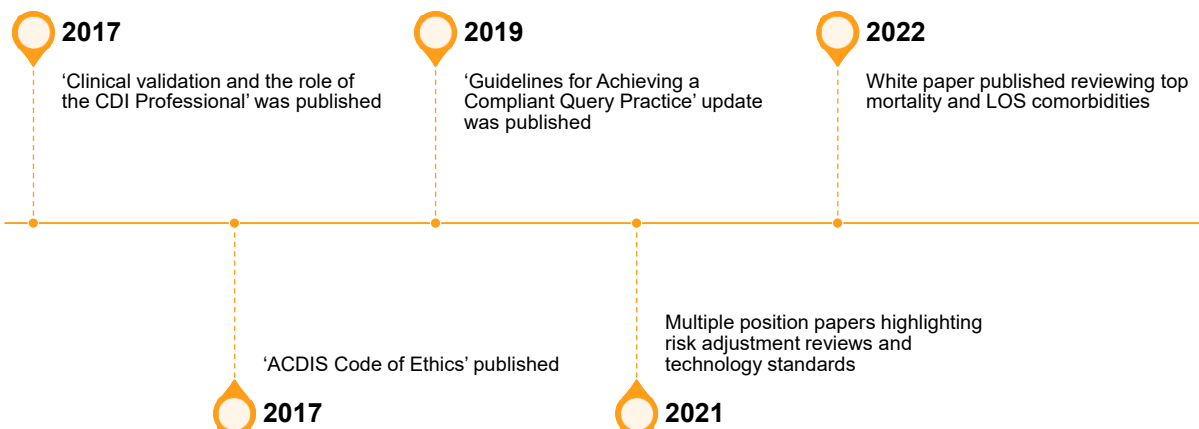 2017
‘Clinical validation and the role of
the CDI Professional’ was published
2019
‘Guidelines for Achieving a
Compliant Query Practice’ update
was published
2022
White paper published reviewing top
mortality and LOS comorbidities
‘ACDIS Code of Ethics’ published
2017
Multiple position papers highlighting
risk adjustment reviews and
technology standards
2021